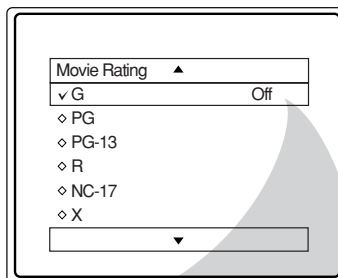 Movie Rating ▲
✓ G Off
◇ PG
◇ PG-13
◇ R
◇ NC-17
◇ X
▼